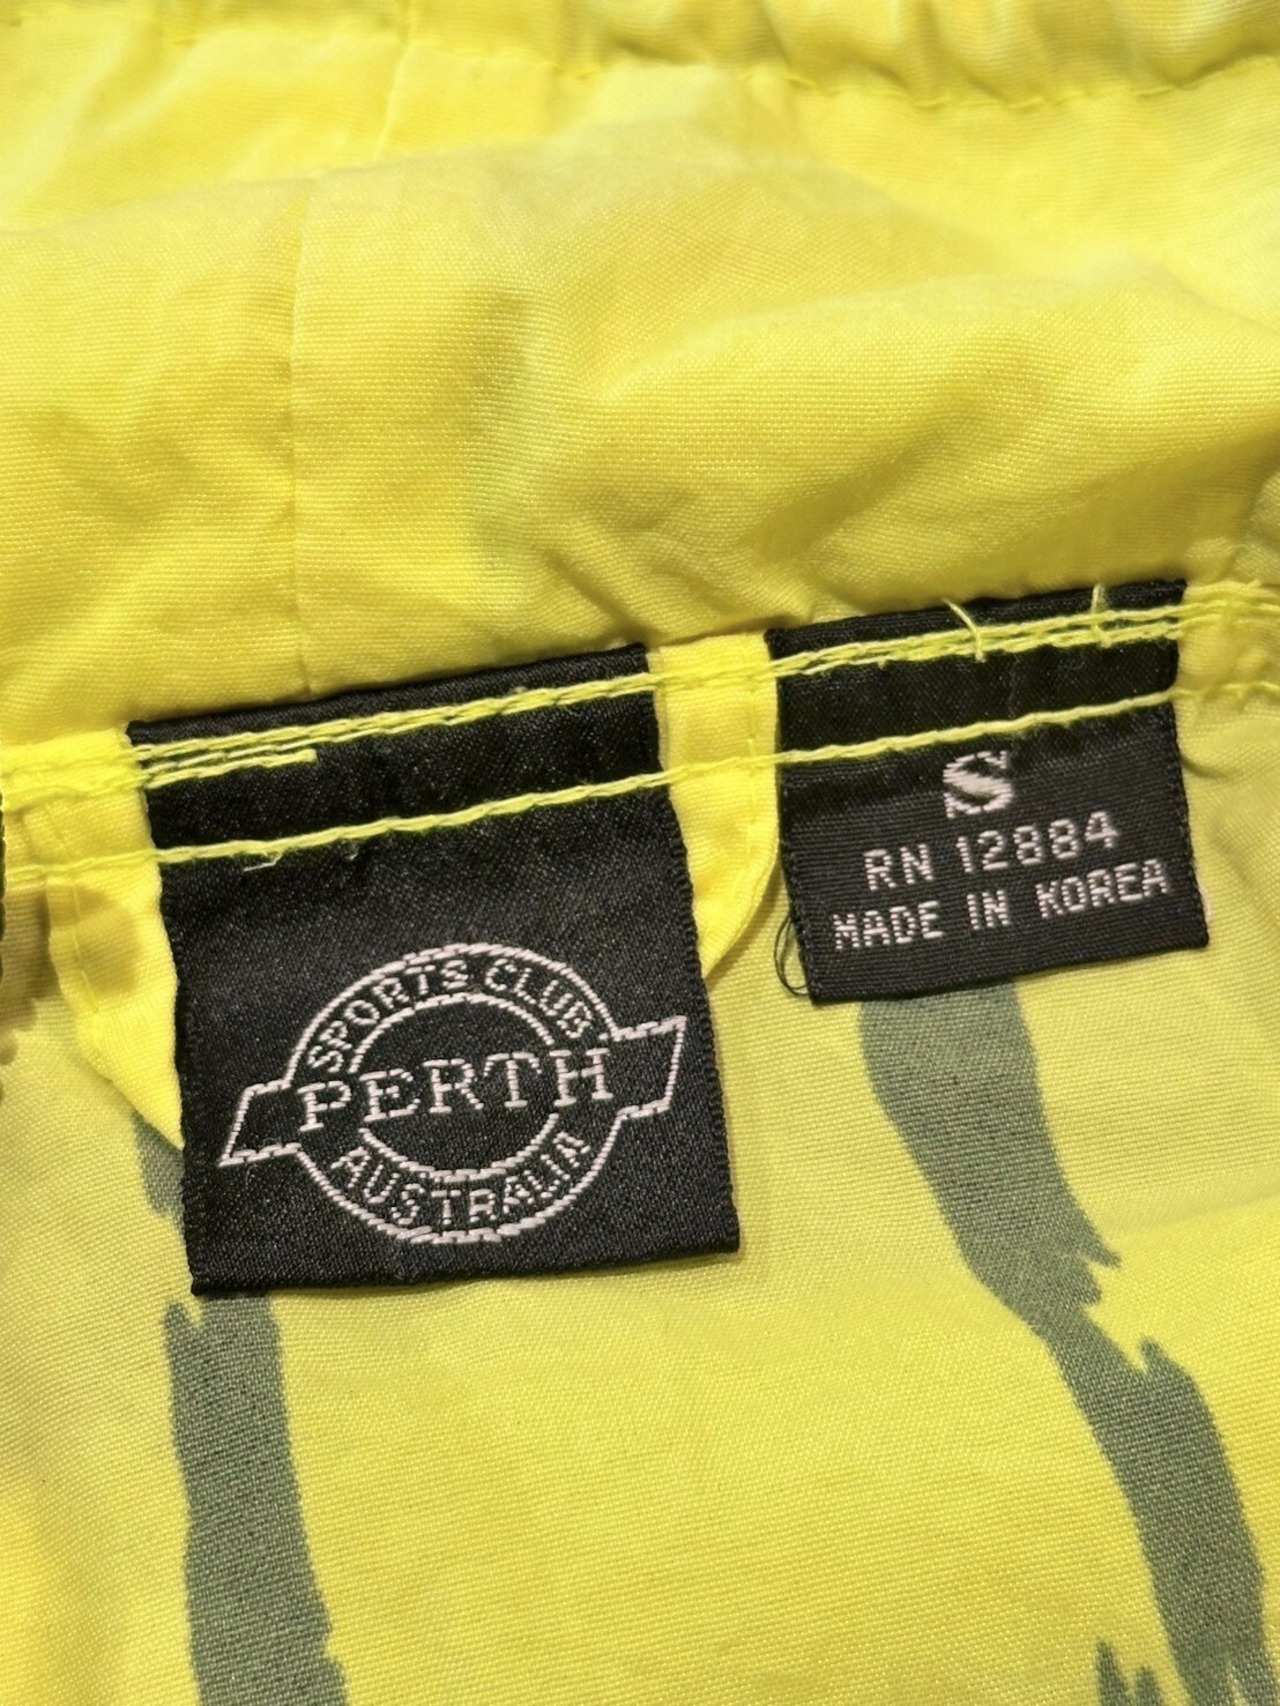 SPORTS CLUB
PERTH
AUSTRALIA
S
RN 12884
MADE IN KOREA